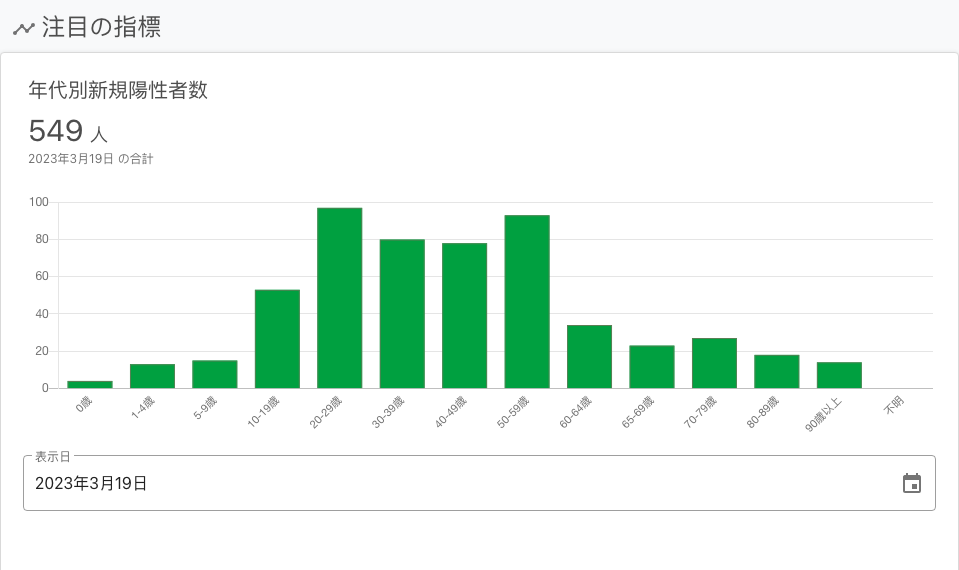 注目の指標
年代別新規陽性者数
549 人
2023年3月19日 の合計
100
80
60
40
20
0
0歳
1-4歳
5-9歳
10-19歳
20-29歳
30-39歳
40-49歳
50-59歳
60-64歳
65-69歳
70-79歳
80-89歳
90歳以上
不明
表示日
2023年3月19日